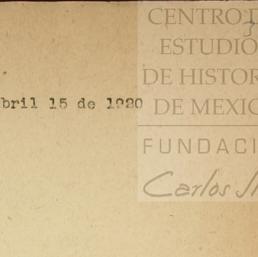 CENTRO D
ESTUDIO
DE HISTOR
DE MEXIC
bril 15 de 1920
FUNDACI
Carlos Sl